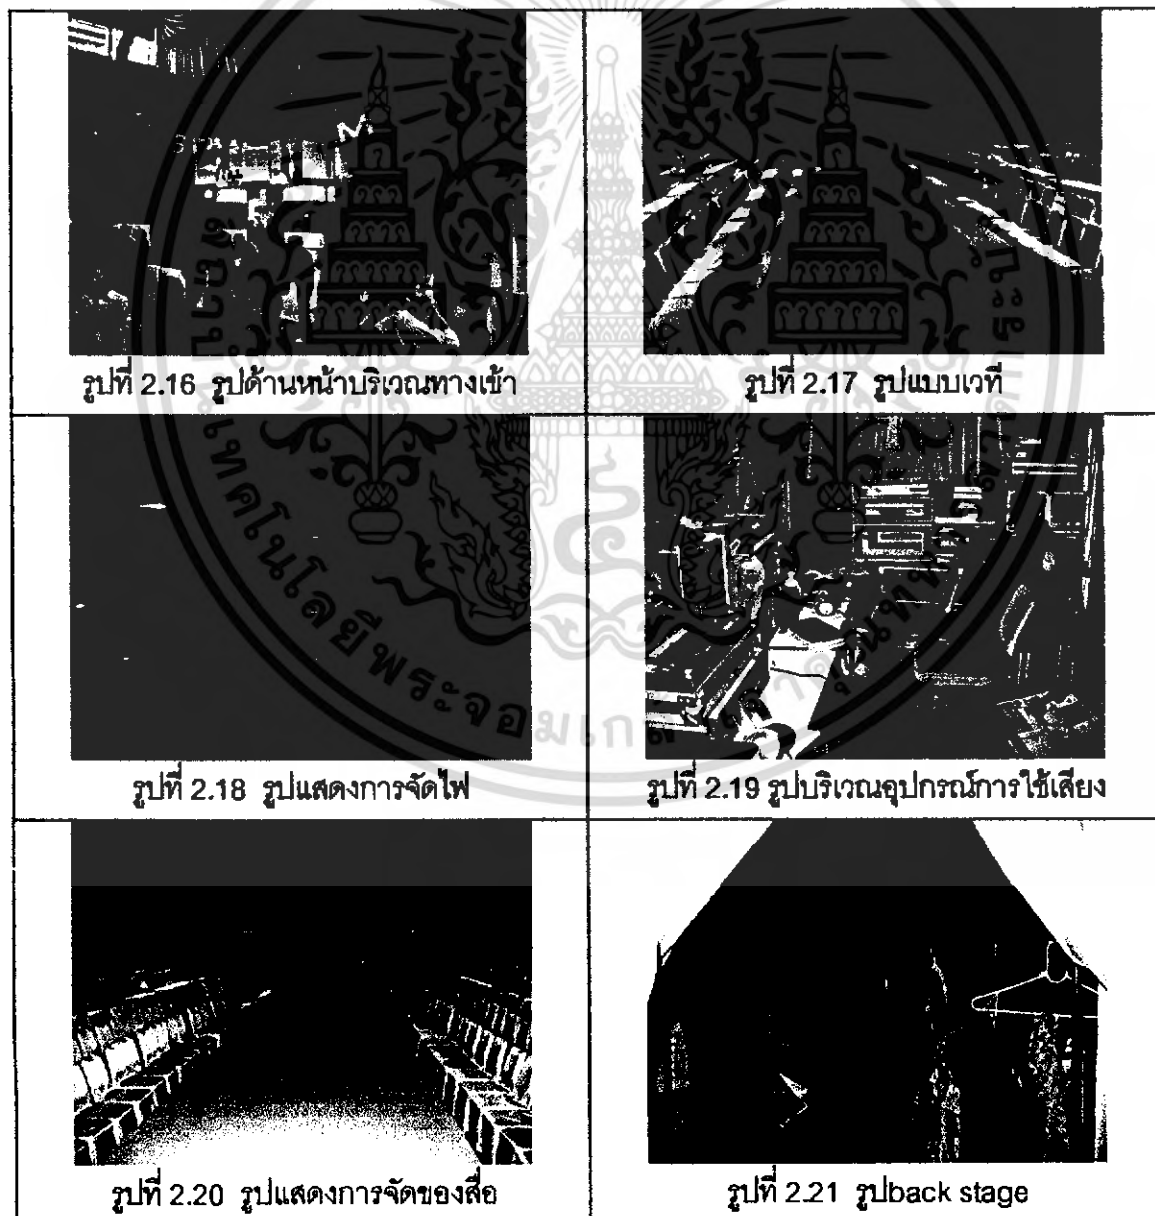 รูปที่ 2.16 รูปด้านหน้าบริเวณทางเข้า
รูปที่ 2.17 รูปแบบเวที
รูปที่ 2.18 รูปแสดงการจัดไฟ
รูปที่ 2.19 รูปบริเวณอุปกรณ์การใช้เสียง
รูปที่ 2.20 รูปแสดงการจัดของสื่อ
รูปที่ 2.21 รูปback stage